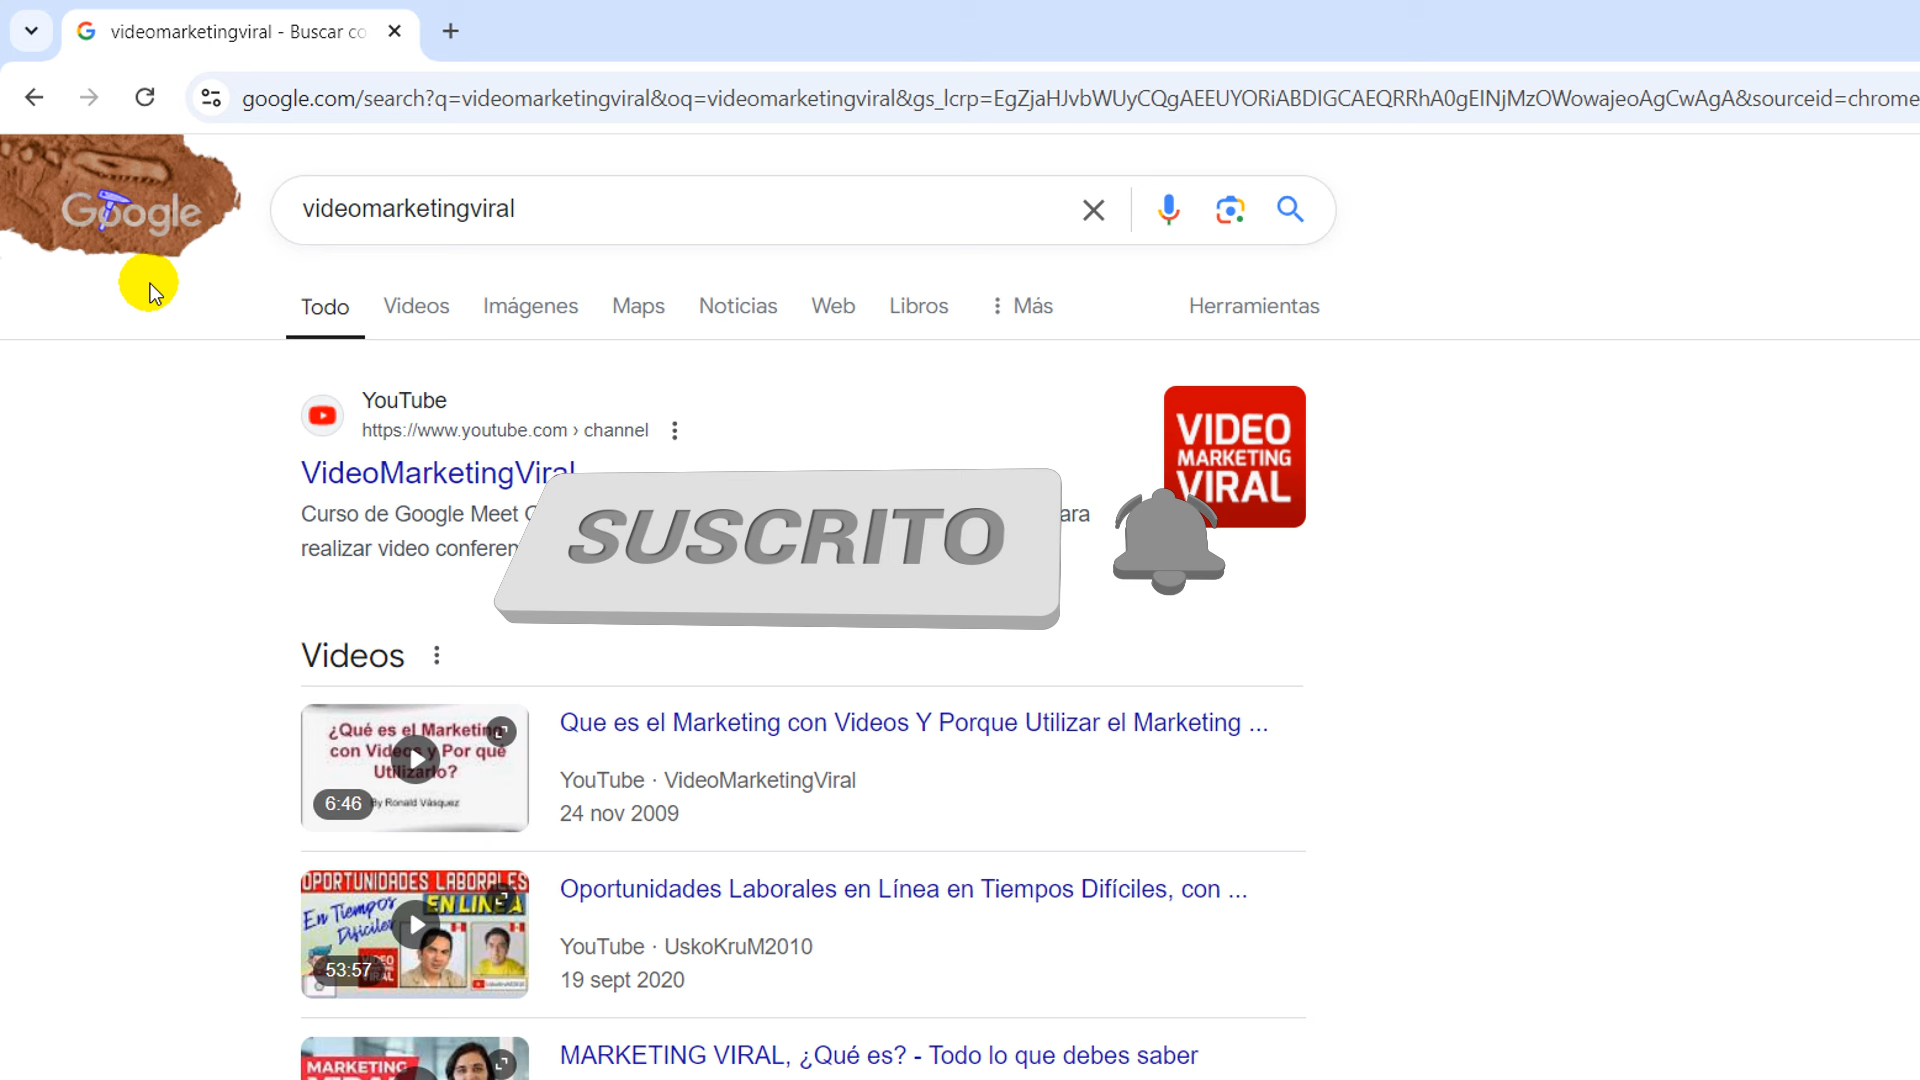 videomarketingviral - Buscar co
google.com/search?q=videomarketingviral&oq=videomarketingviral&gs_lcrp=EgZjaHJvbWUyCQgAEEUYORiABDIGCAEQRRhA0gEINjMzOWowajeoAgCwAgA&sourceid=chrome
Google
videomarketingviral
Todo Videos Imágenes Maps Noticias Web Libros Más Herramientas
YouTube
https://www.youtube.com › channel
VideoMarketingViral
VIDEO
MARKETING
VIRAL
Curso de Google Meet
realizar video
SUSCRITO
Videos
¿Qué es el Marketing
con Videos y Por qué
Utilizarlo?
By Ronald Vásquez
6:46
Que es el Marketing con Videos Y Porque Utilizar el Marketing ...
YouTube · VideoMarketingViral
24 nov 2009
OPORTUNIDADES LABORALES
EN LINEA
En Tiempos
Difíciles
VIRAL
53:57
Oportunidades Laborales en Línea en Tiempos Difíciles, con ...
YouTube · UskoKruM2010
19 sept 2020
MARKETING
MARKETING VIRAL, ¿Qué es? - Todo lo que debes saber